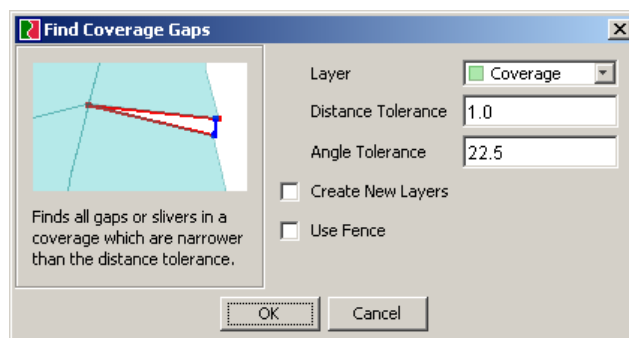 Find Coverage Gaps
Layer
Coverage
Distance Tolerance
1.0
Angle Tolerance
22.5
Create New Layers
Use Fence
Finds all gaps or slivers in a
coverage which are narrower
than the distance tolerance.
OK
Cancel